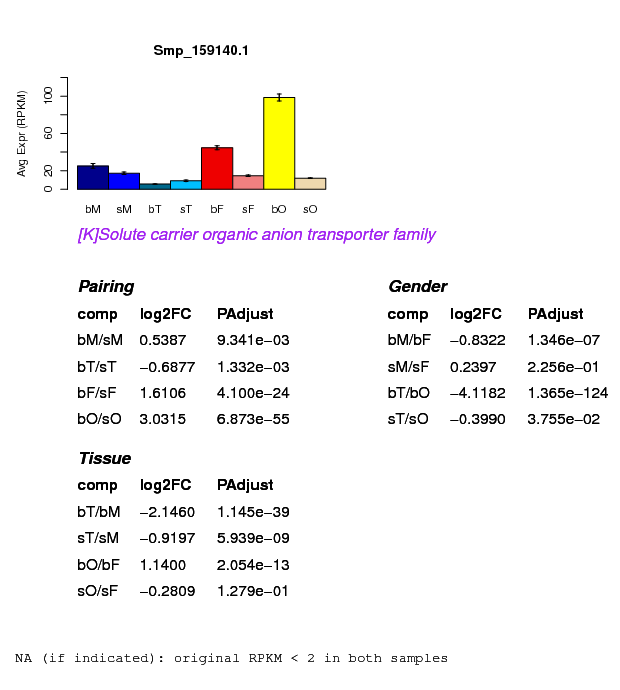 Smp_159140.1
Avg Expr (RPKM)
0 20 60 100
bM sM bT sT bF sF bO sO
[K]Solute carrier organic anion transporter family
Pairing
comp log2FC PAdjust
bM/sM 0.5387 9.341e−03
bT/sT −0.6877 1.332e−03
bF/sF 1.6106 4.100e−24
bO/sO 3.0315 6.873e−55
Gender
comp log2FC PAdjust
bM/bF −0.8322 1.346e−07
sM/sF 0.2397 2.256e−01
bT/bO −4.1182 1.365e−124
sT/sO −0.3990 3.755e−02
Tissue
comp log2FC PAdjust
bT/bM −2.1460 1.145e−39
sT/sM −0.9197 5.939e−09
bO/bF 1.1400 2.054e−13
sO/sF −0.2809 1.279e−01
NA (if indicated): original RPKM < 2 in both samples